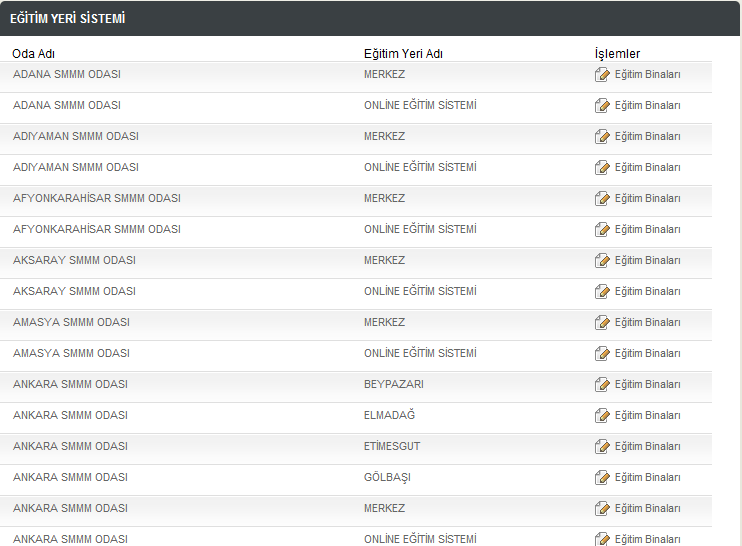 EĞİTİM YERİ SİSTEMİ
Oda Adı Eğitim Yeri Adı İşlemler
ADANA SMMM ODASI MERKEZ Eğitim Binaları
ADANA SMMM ODASI ONLİNE EĞİTİM SİSTEMİ Eğitim Binaları
ADIYAMAN SMMM ODASI MERKEZ Eğitim Binaları
ADIYAMAN SMMM ODASI ONLİNE EĞİTİM SİSTEMİ Eğitim Binaları
AFYONKARAHİSAR SMMM ODASI MERKEZ Eğitim Binaları
AFYONKARAHİSAR SMMM ODASI ONLİNE EĞİTİM SİSTEMİ Eğitim Binaları
AKSARAY SMMM ODASI MERKEZ Eğitim Binaları
AKSARAY SMMM ODASI ONLİNE EĞİTİM SİSTEMİ Eğitim Binaları
AMASYA SMMM ODASI MERKEZ Eğitim Binaları
AMASYA SMMM ODASI ONLİNE EĞİTİM SİSTEMİ Eğitim Binaları
ANKARA SMMM ODASI BEYPAZARI Eğitim Binaları
ANKARA SMMM ODASI ELMADAĞ Eğitim Binaları
ANKARA SMMM ODASI ETİMESGUT Eğitim Binaları
ANKARA SMMM ODASI GÖLBAŞI Eğitim Binaları
ANKARA SMMM ODASI MERKEZ Eğitim Binaları
ANKARA SMMM ODASI ONLİNE EĞİTİM SİSTEMİ Eğitim Binaları